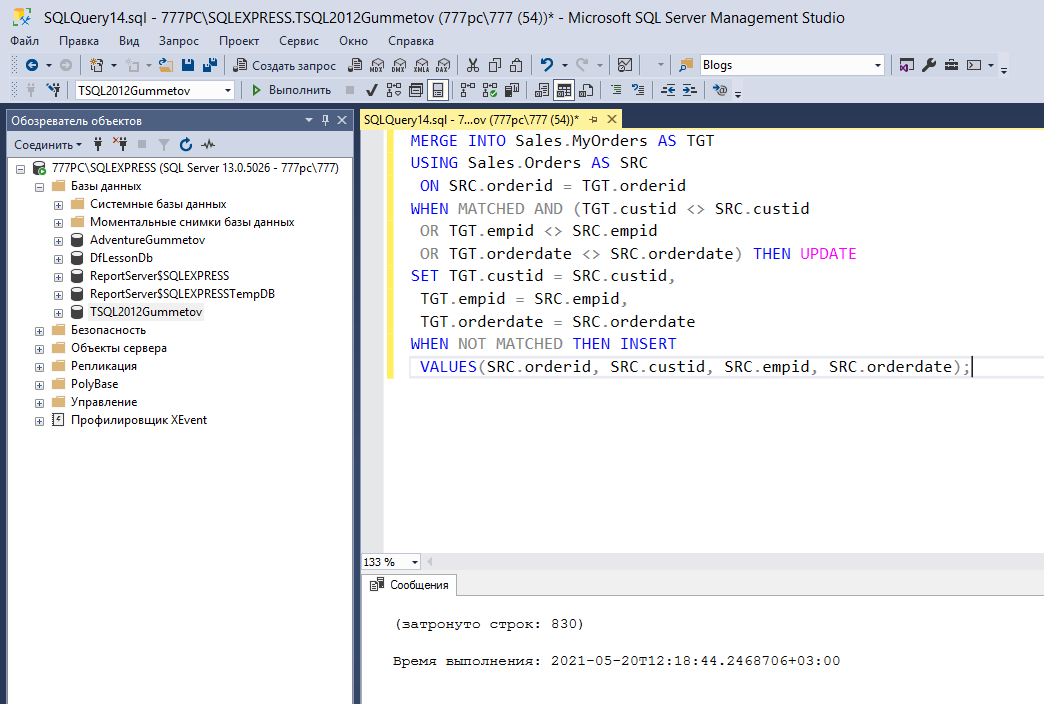 SQLQuery14.sql - 777PC\SQLEXPRESS.TSQL2012Gummetov (777pc\777 (54))* - Microsoft SQL Server Management Studio
Файл Правка Вид Запрос Проект Сервис Окно Справка
Создать запрос MDX DMX XMLA DAX Blogs
TSQL2012Gummetov Выполнить
Обозреватель объектов
Соединить
777PC\SQLEXPRESS (SQL Server 13.0.5026 - 777pc\777)
Базы данных
Системные базы данных
Моментальные снимки базы данных
AdventureGummetov
DfLessonDb
ReportServer$SQLEXPRESS
ReportServer$SQLEXPRESSTempDB
TSQL2012Gummetov
Безопасность
Объекты сервера
Репликация
PolyBase
Управление
Профилировщик XEvent
SQLQuery14.sql - 7...ov (777pc\777 (54))*
MERGE INTO Sales.MyOrders AS TGT
USING Sales.Orders AS SRC
ON SRC.orderid = TGT.orderid
WHEN MATCHED AND (TGT.custid <> SRC.custid
OR TGT.empid <> SRC.empid
OR TGT.orderdate <> SRC.orderdate) THEN UPDATE
SET TGT.custid = SRC.custid,
TGT.empid = SRC.empid,
TGT.orderdate = SRC.orderdate
WHEN NOT MATCHED THEN INSERT
VALUES(SRC.orderid, SRC.custid, SRC.empid, SRC.orderdate);
133 %
Сообщения
(затронуто строк: 830)
Время выполнения: 2021-05-20T12:18:44.2468706+03:00